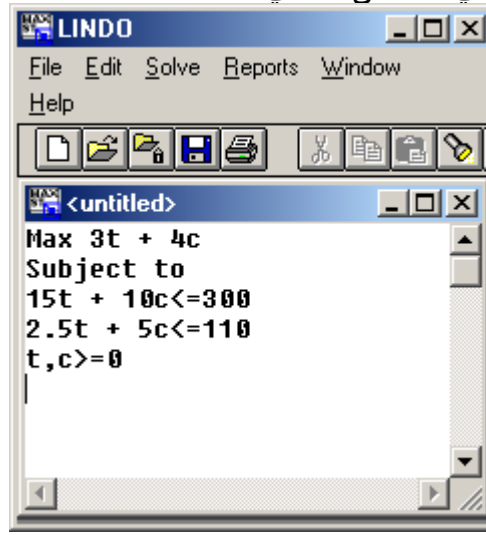 LINDO
File Edit Solve Reports Window
Help
<untitled>
Max 3t + 4c
Subject to
15t + 10c<=300
2.5t + 5c<=110
t,c>=0